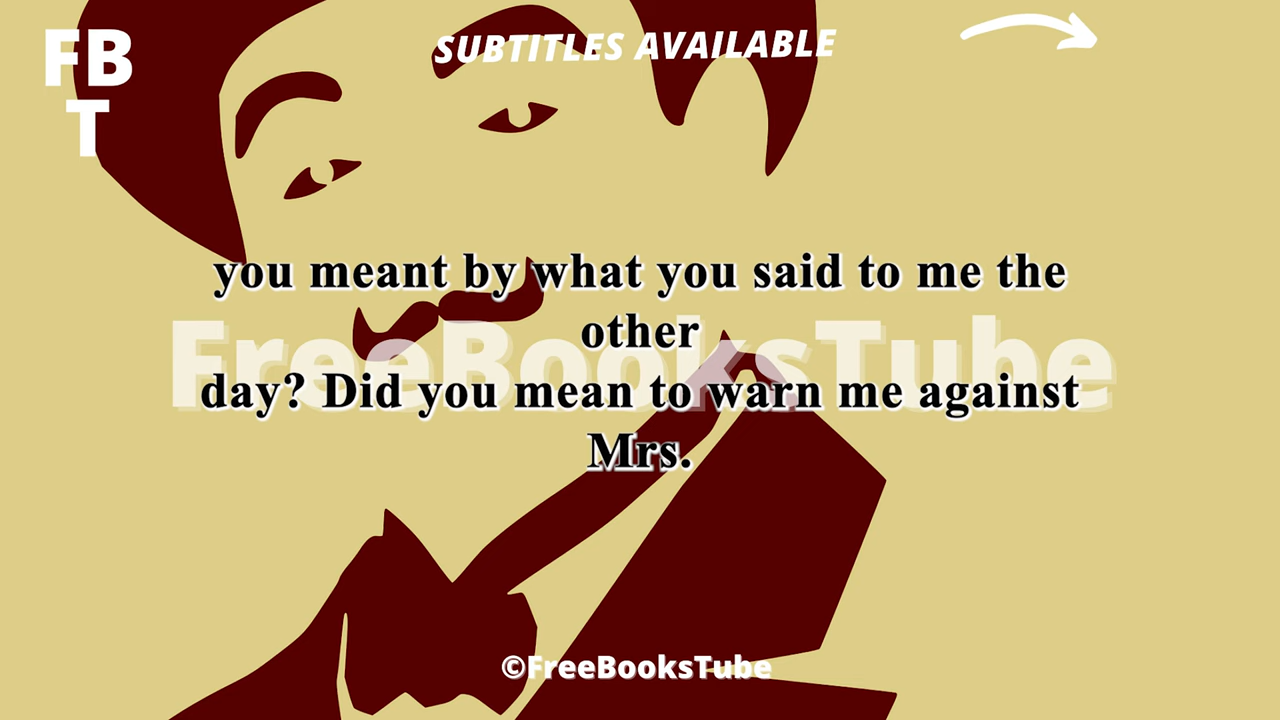 FB
T
SUBTITLES AVAILABLE
you meant by what you said to me the
other
FreeBooksTube
day? Did you mean to warn me against
Mrs.
©FreeBooksTube